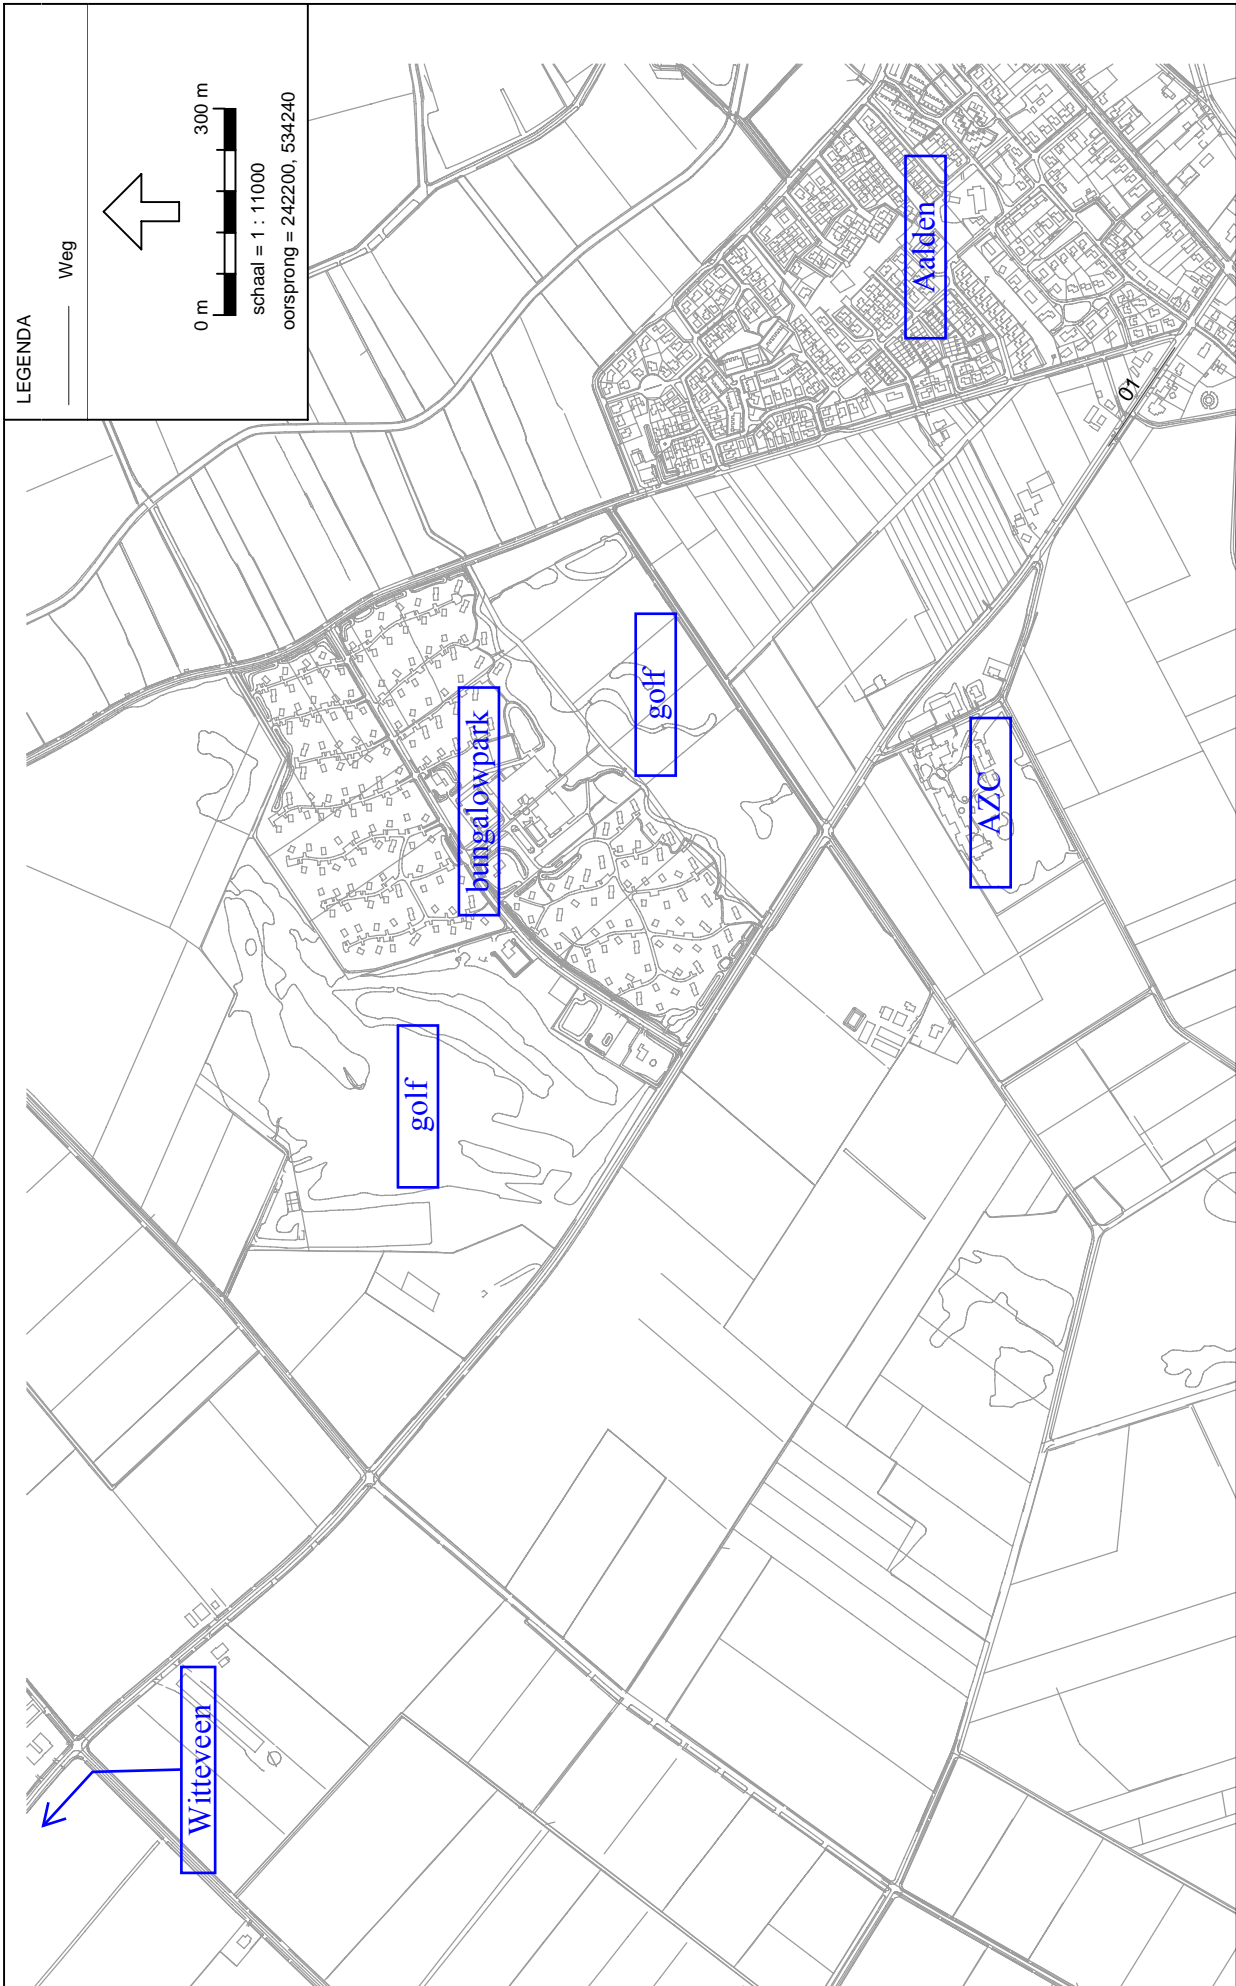 LEGENDA
Weg
0 m
300 m
schaal = 1 : 11000
oorsprong = 242200, 534240
Witteveen
golf
bungalowpark
golf
AZC
Aalden
01